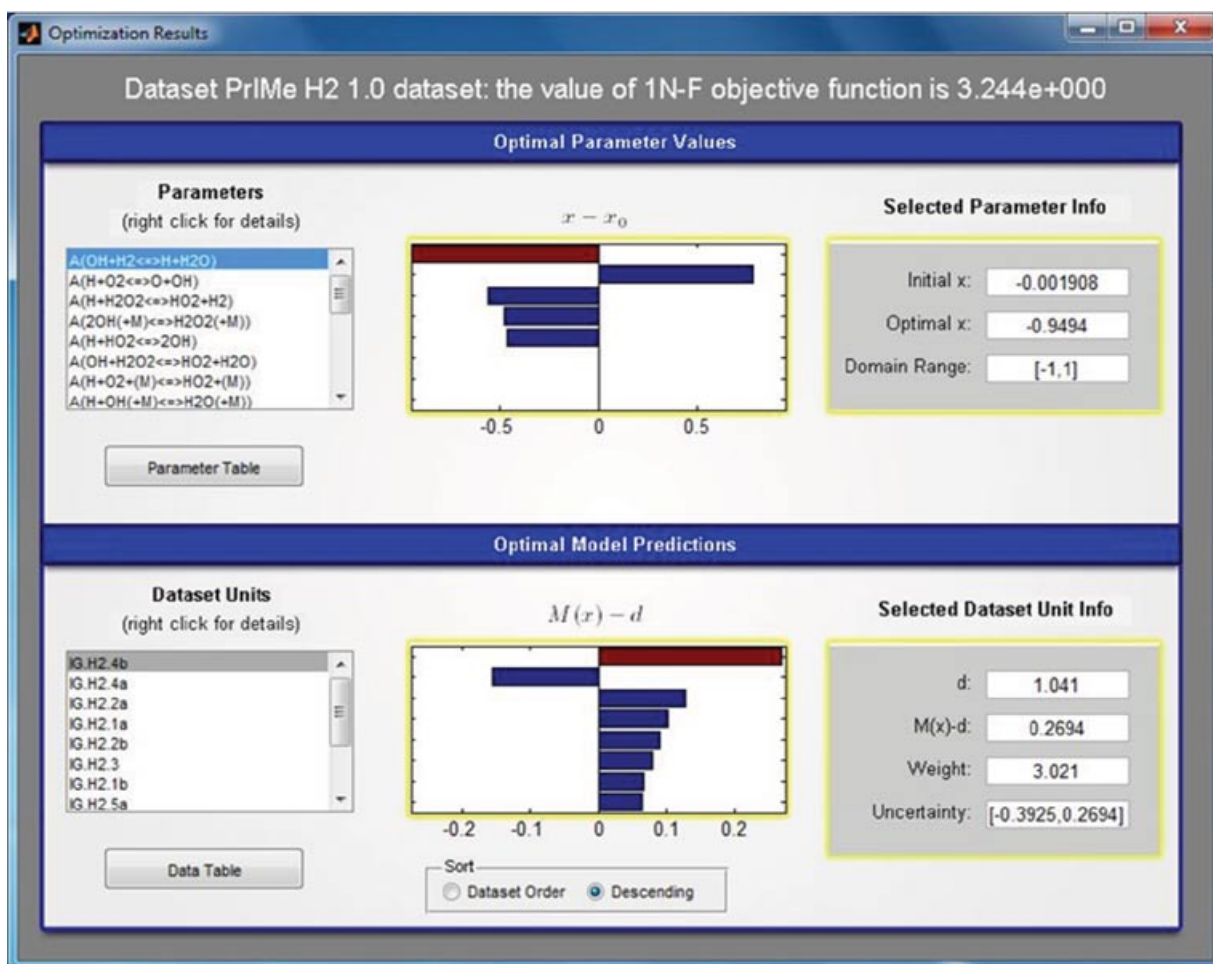 Optimization Results
Dataset PrIMe H2 1.0 dataset: the value of 1N-F objective function is 3.244e+000
Optimal Parameter Values
Parameters
(right click for details)
A(OH+H2<=>H+H2O)
A(H+O2<=>O+OH)
A(H+H2O2<=>HO2+H2)
A(2OH(+M)<=>H2O2(+M))
A(H+HO2<=>2OH)
A(OH+H2O2<=>HO2+H2O)
A(H+O2+(M)<=>HO2+(M))
A(H+OH(+M)<=>H2O(+M))
Parameter Table
x − x₀
-0.5 0 0.5
Selected Parameter Info
Initial x: -0.001908
Optimal x: -0.9494
Domain Range: [-1,1]
Optimal Model Predictions
Dataset Units
(right click for details)
IG.H2.4b
IG.H2.4a
IG.H2.2a
IG.H2.1a
IG.H2.2b
IG.H2.3
IG.H2.1b
IG.H2.5a
Data Table
M(x) − d
-0.2 -0.1 0 0.1 0.2
Sort
Dataset Order Descending
Selected Dataset Unit Info
d: 1.041
M(x)-d: 0.2694
Weight: 3.021
Uncertainty: [-0.3925,0.2694]